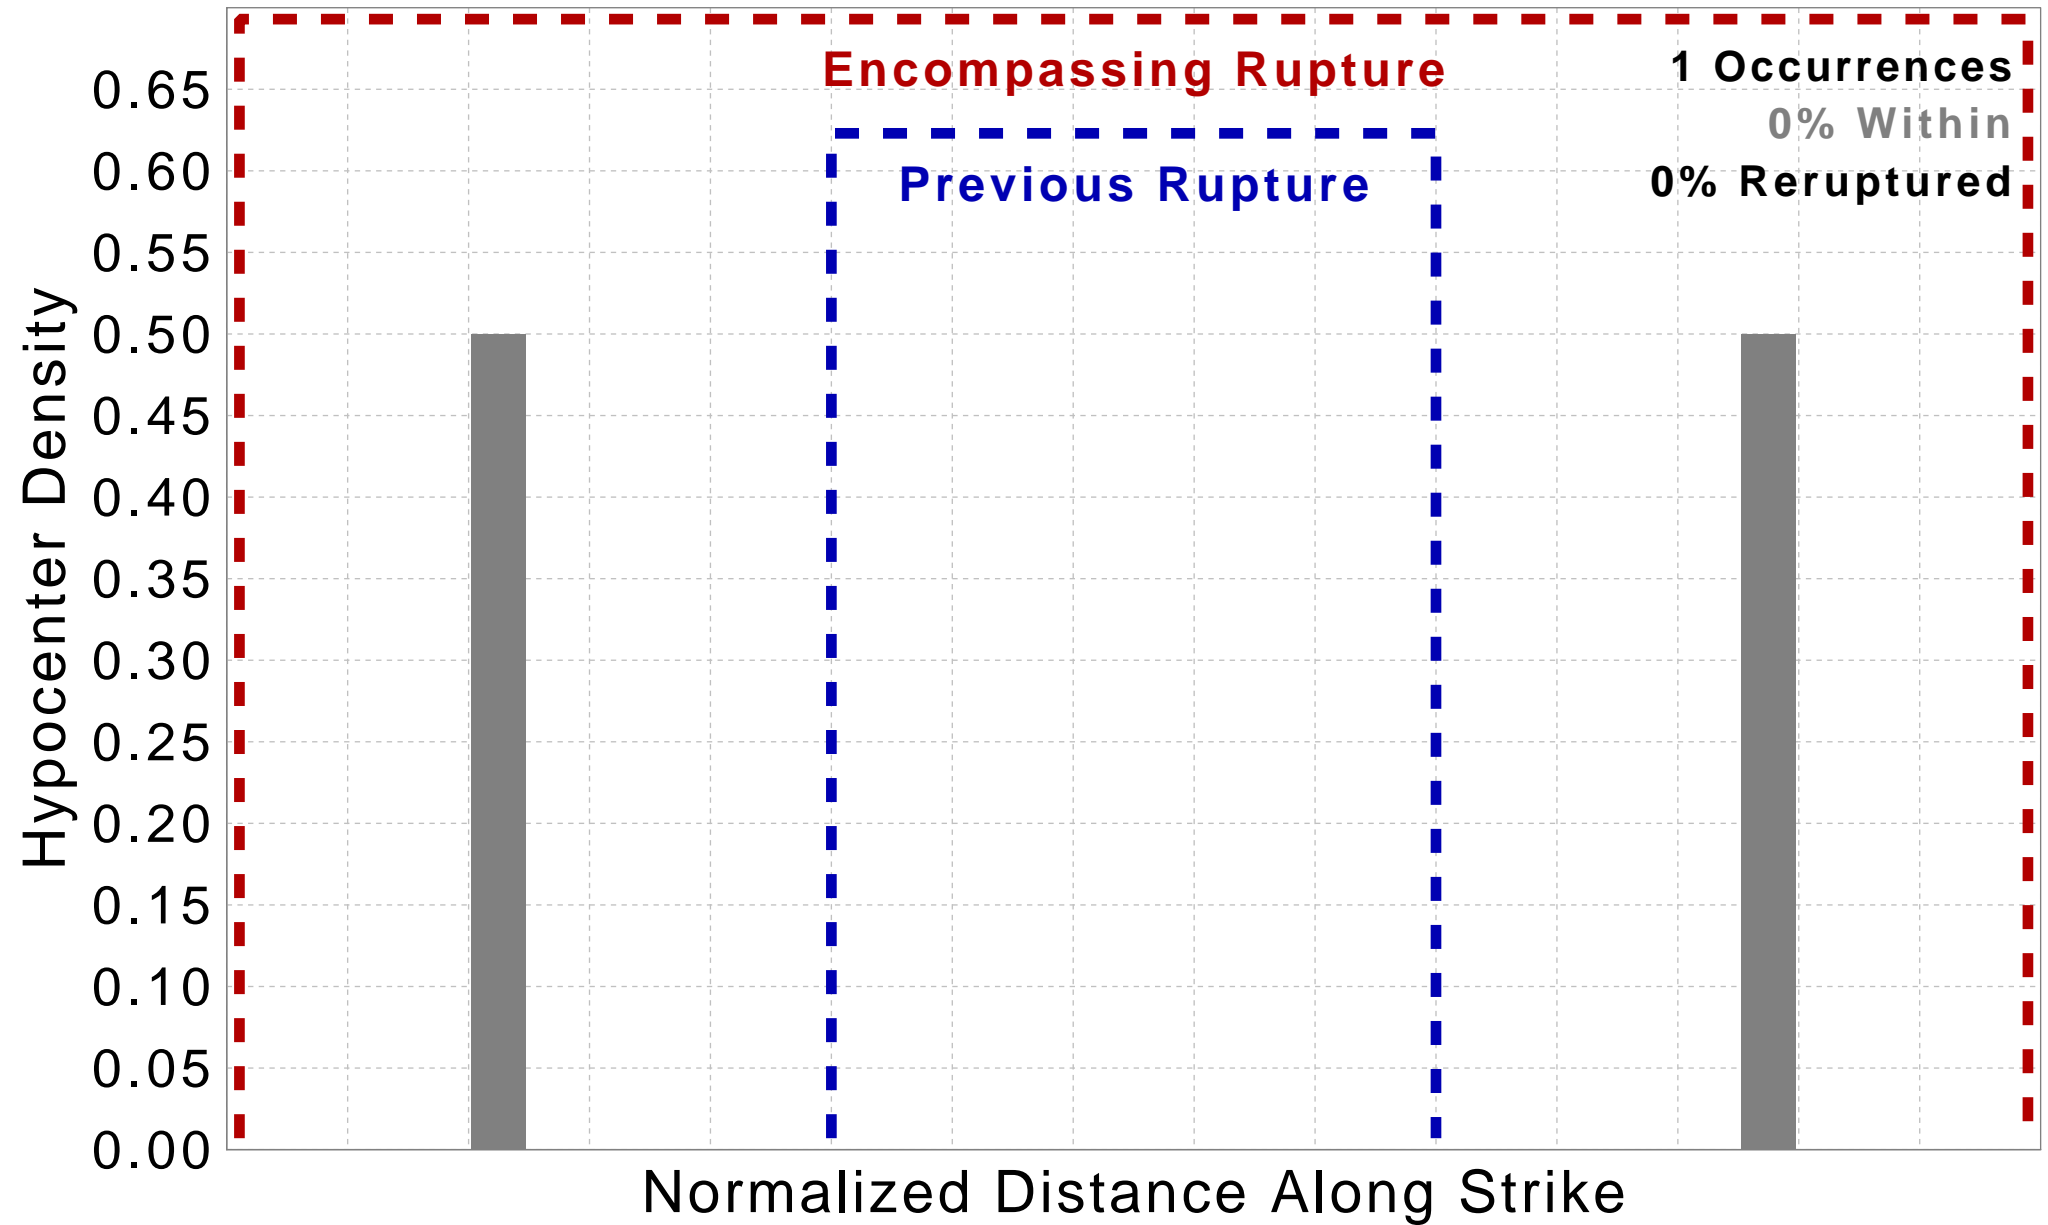 Encompassing Rupture
1 Occurrences
0% Within
0% Reruptured
Previous Rupture
Hypocenter Density
0.65
0.60
0.55
0.50
0.45
0.40
0.35
0.30
0.25
0.20
0.15
0.10
0.05
0.00
Normalized Distance Along Strike